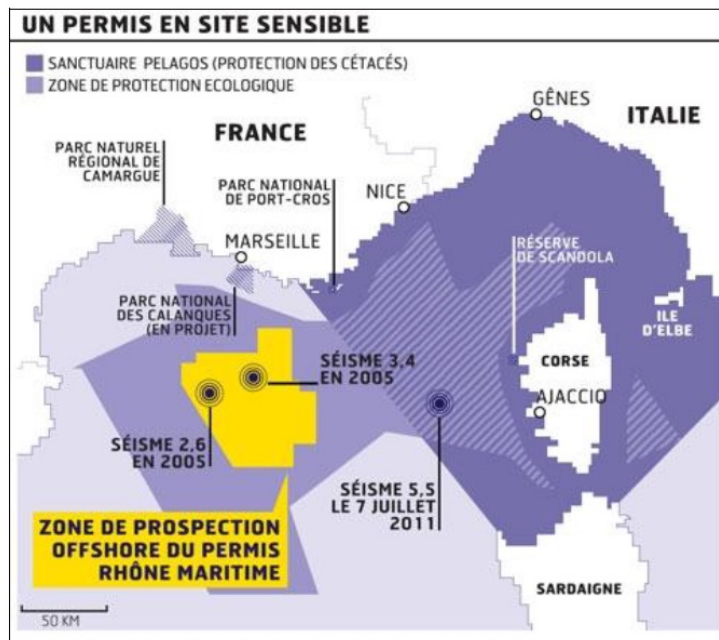 UN PERMIS EN SITE SENSIBLE
SANCTUAIRE PELAGOS (PROTECTION DES CÉTACÉS)
ZONE DE PROTECTION ECOLOGIQUE
GÊNES
ITALIE
FRANCE
PARC NATUREL
RÉGIONAL DE
CAMARGUE
PARC NATIONAL
DE PORT-CROS
NICE
MARSEILLE
RÉSERVE
DE SCANDOLA
PARC NATIONAL
DES CALANQUES
(EN PROJET)
ILE
D'ELBE
CORSE
SÉISME 3,4
EN 2005
AJACCIO
SÉISME 2,6
EN 2005
SÉISME 5,5
LE 7 JUILLET
2011
ZONE DE PROSPECTION
OFFSHORE DU PERMIS
RHÔNE MARITIME
SARDAIGNE
50 KM